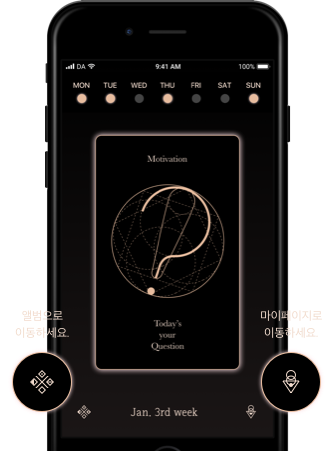 DA
9:41 AM
100%
MON TUE WED THU FRI SAT SUN
Motivation
Today's
your
Question
앨범으로
이동하세요.
마이페이지로
이동하세요.
Jan, 3rd week